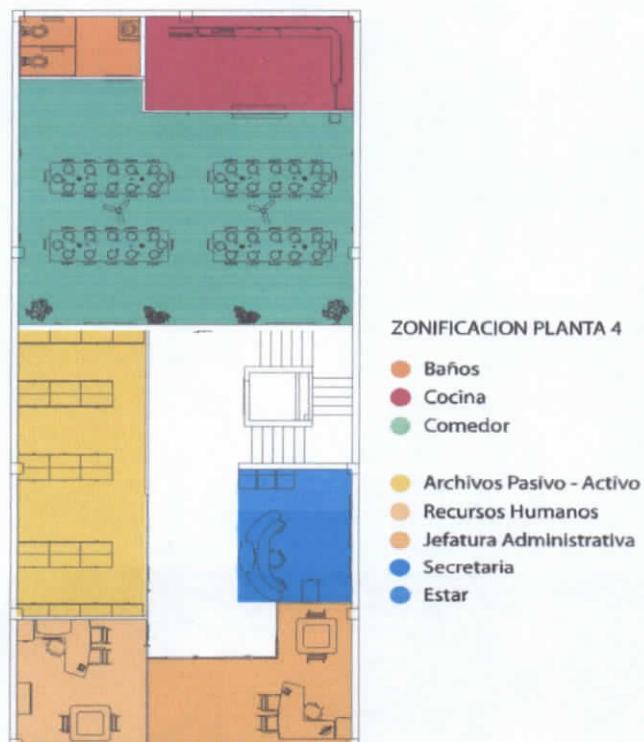 ZONIFICACION PLANTA 4
Baños
Cocina
Comedor
Archivos Pasivo - Activo
Recursos Humanos
Jefatura Administrativa
Secretaria
Estar